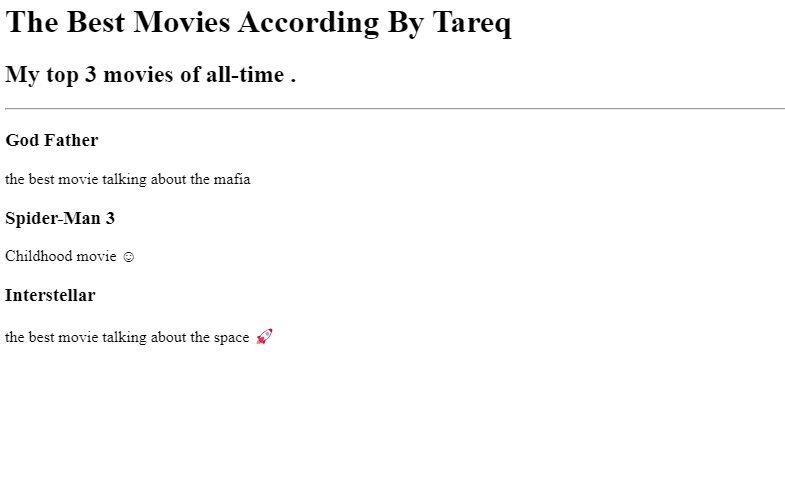 The Best Movies According By Tareq
My top 3 movies of all-time .
God Father
the best movie talking about the mafia
Spider-Man 3
Childhood movie ☺
Interstellar
the best movie talking about the space 🚀